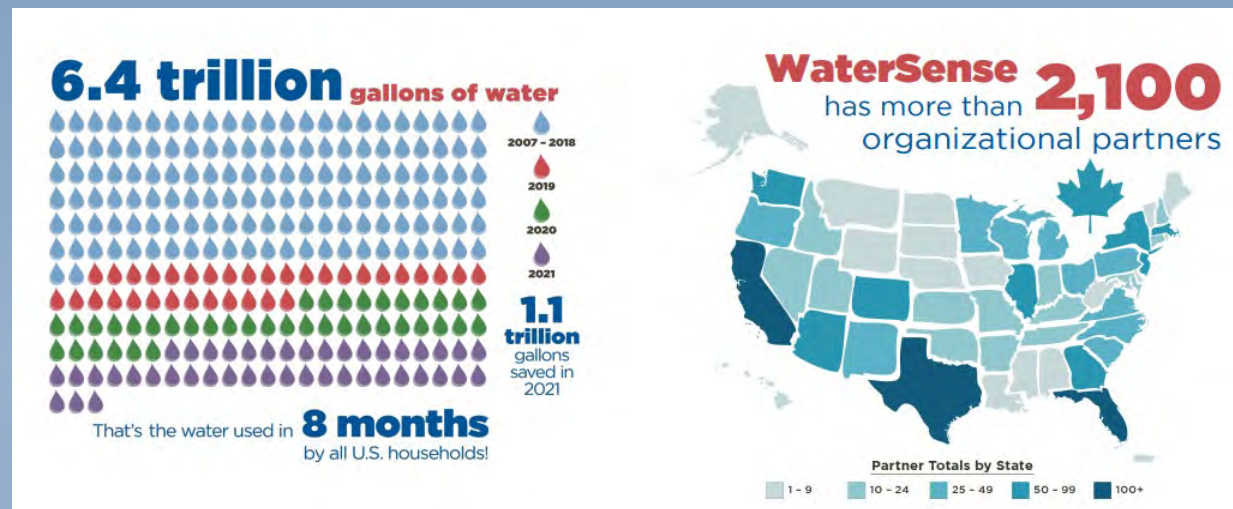 6.4 trillion gallons of water
2007 – 2018
2019
2020
2021
1.1
trillion
gallons
saved in
2021
That's the water used in 8 months
by all U.S. households!
WaterSense
has more than 2,100
organizational partners
Partner Totals by State
1 – 9
10 – 24
25 – 49
50 – 99
100+